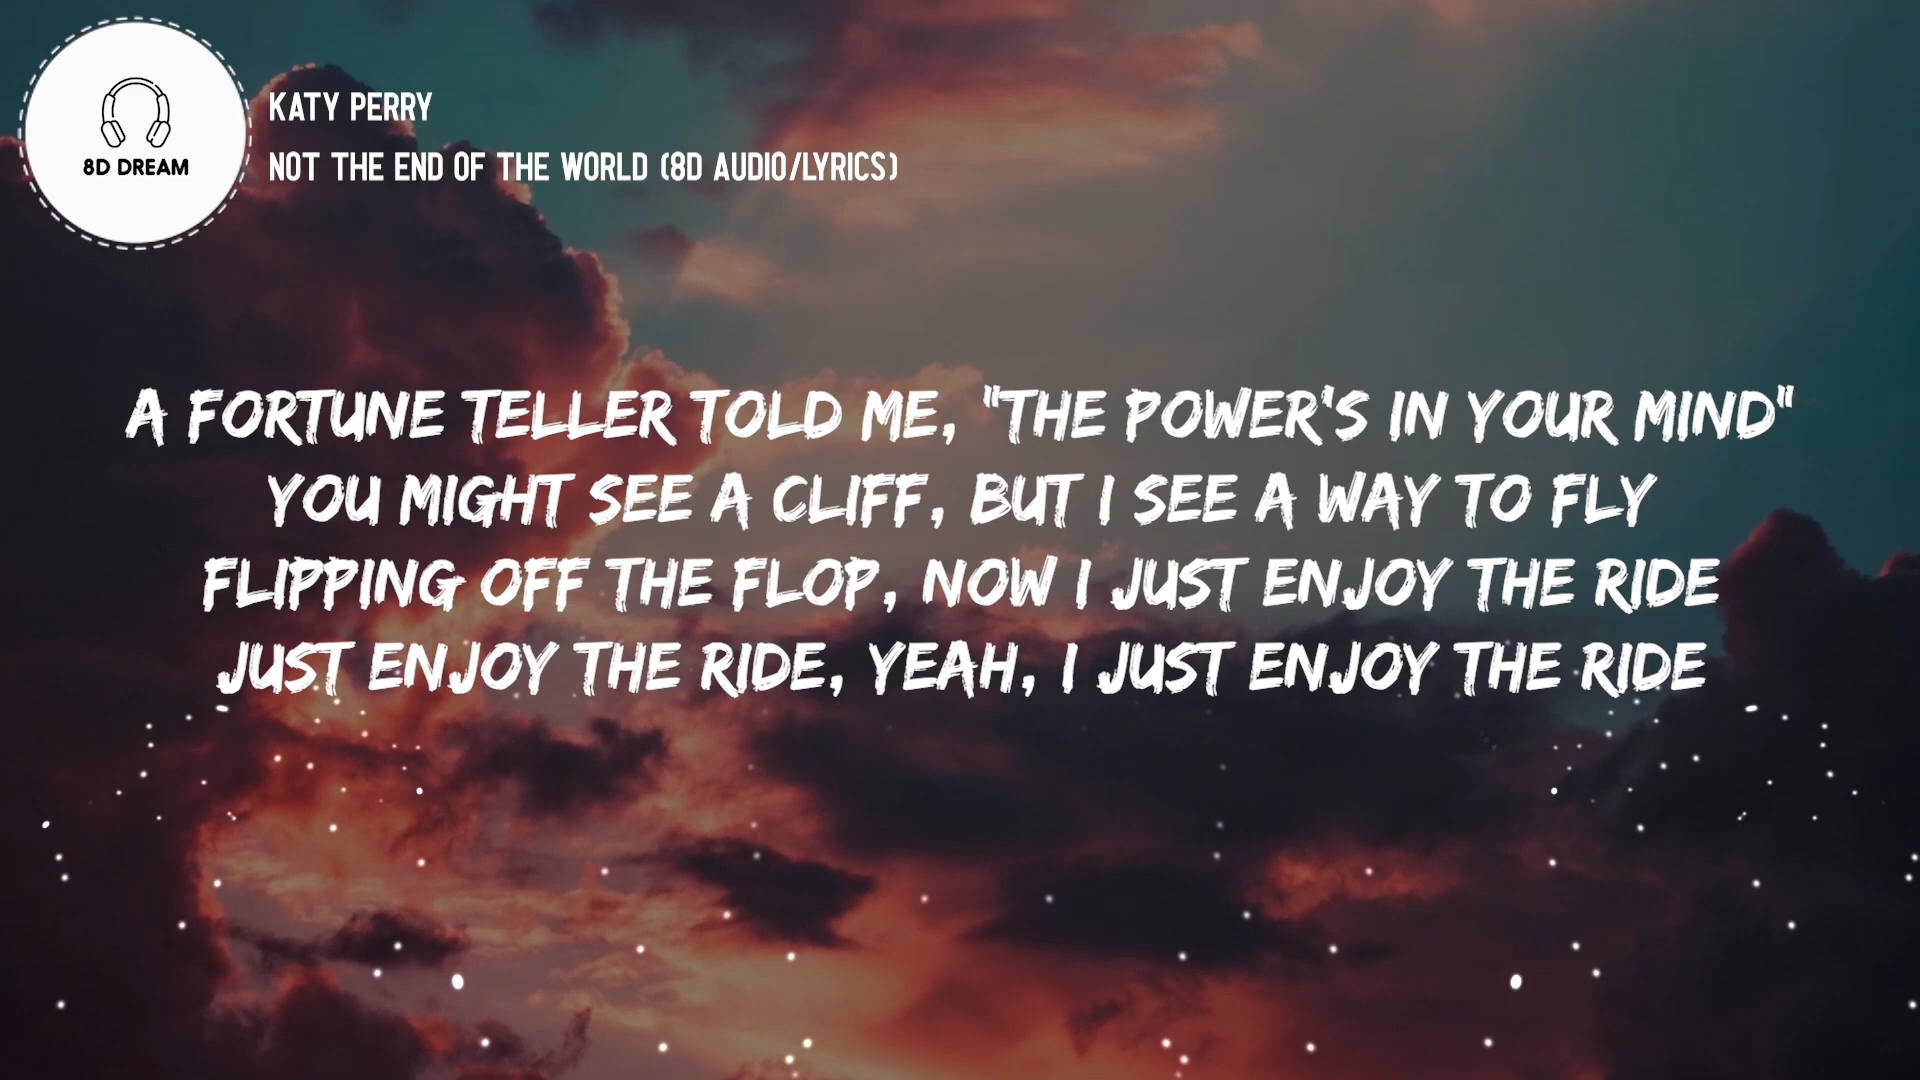 8D DREAM
KATY PERRY
NOT THE END OF THE WORLD (8D AUDIO/LYRICS)
A FORTUNE TELLER TOLD ME, "THE POWER'S IN YOUR MIND"
YOU MIGHT SEE A CLIFF, BUT I SEE A WAY TO FLY
FLIPPING OFF THE FLOP, NOW I JUST ENJOY THE RIDE
JUST ENJOY THE RIDE, YEAH, I JUST ENJOY THE RIDE